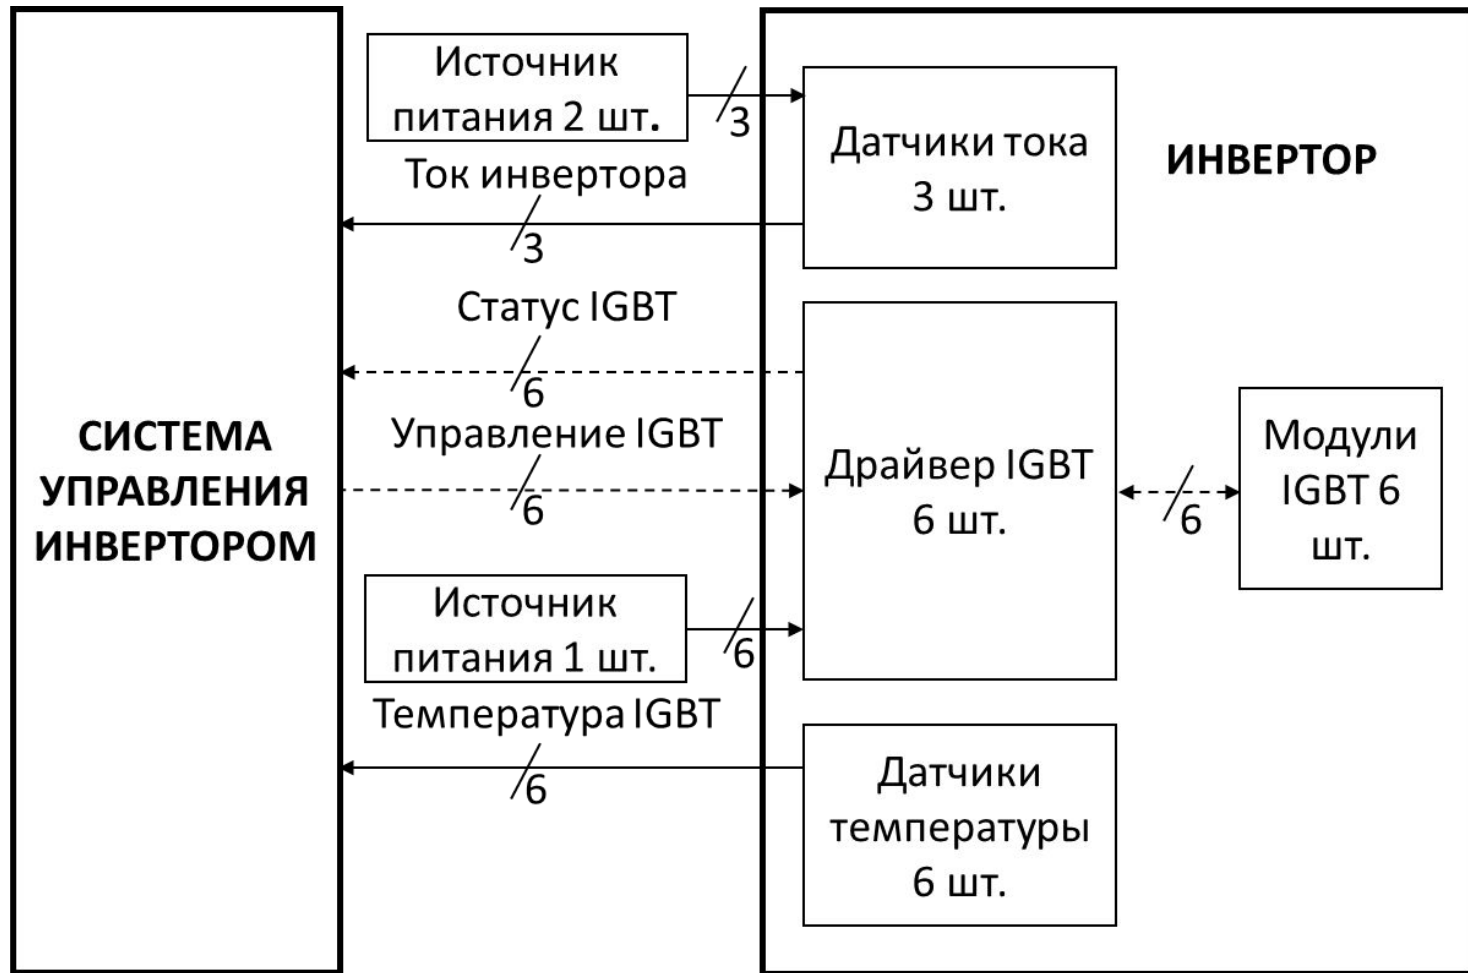 Источник
питания 2 шт.
3
Ток инвертора
3
Датчики тока
3 шт.
ИНВЕРТОР
Статус IGBT
6
Управление IGBT
6
СИСТЕМА
УПРАВЛЕНИЯ
ИНВЕРТОРОМ
Драйвер IGBT
6 шт.
6
Модули
IGBT 6
шт.
Источник
питания 1 шт.
6
Температура IGBT
6
Датчики
температуры
6 шт.